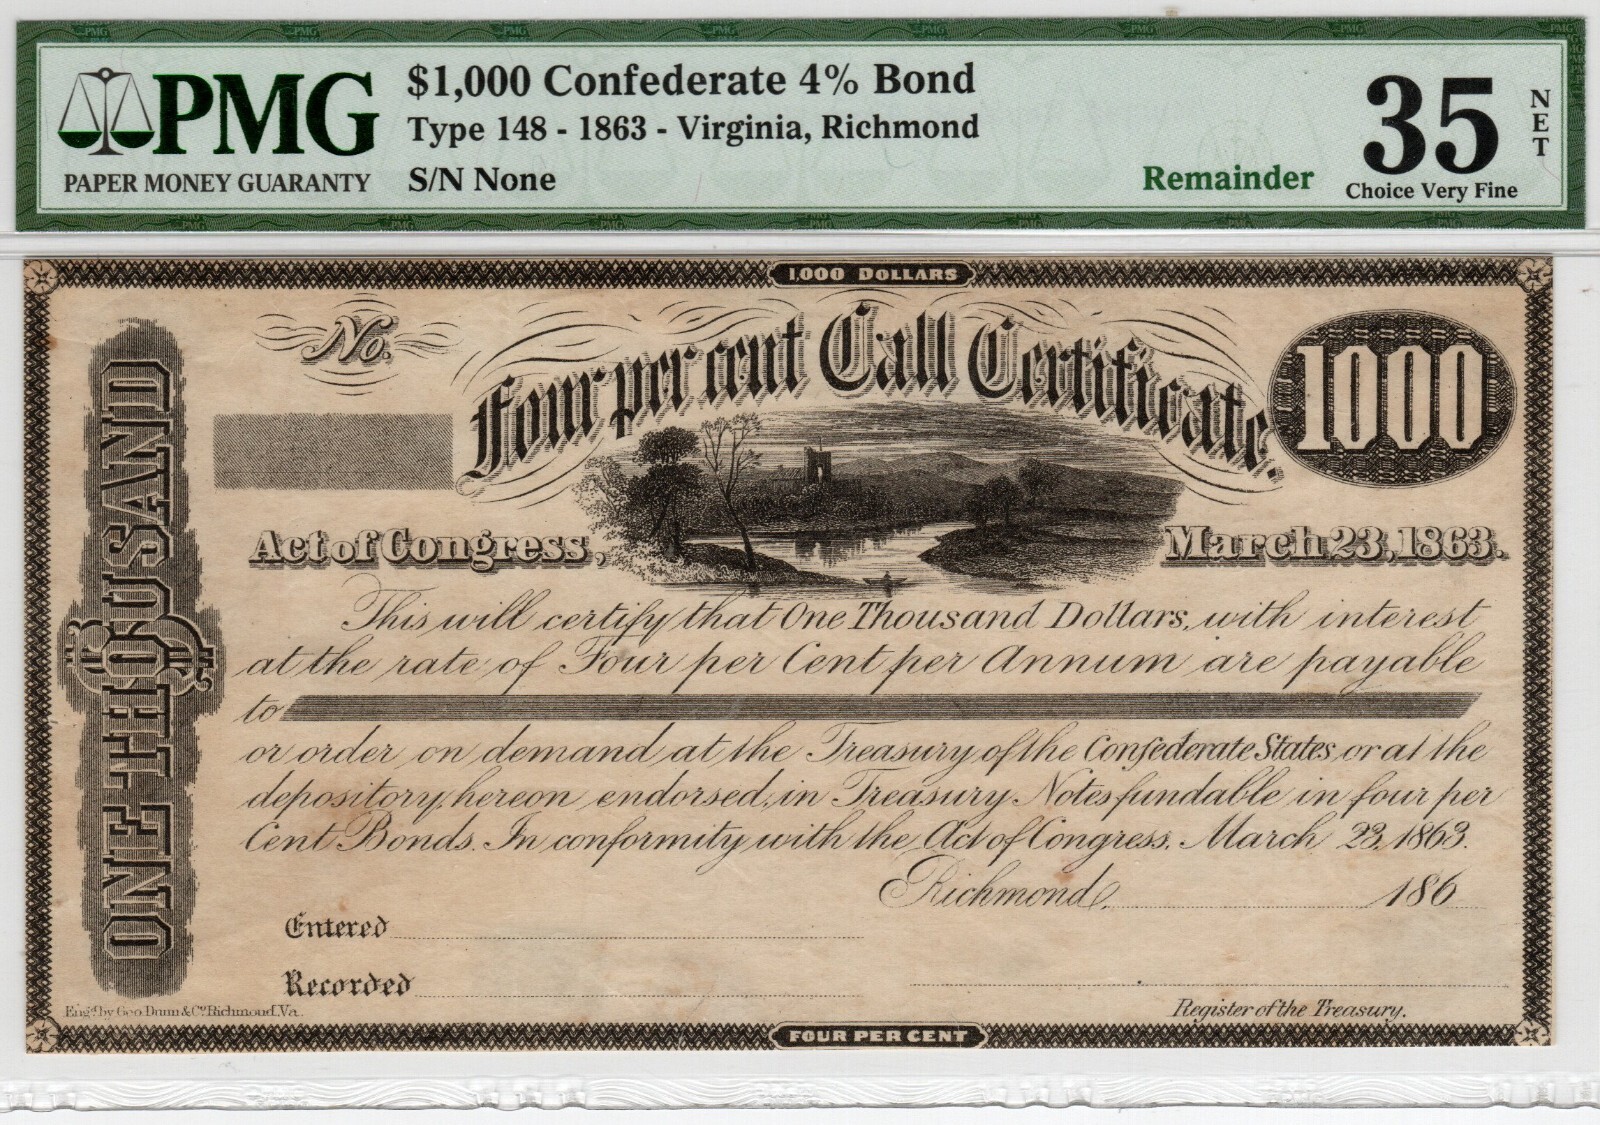 PMG
PAPER MONEY GUARANTY
$1,000 Confederate 4% Bond
Type 148 - 1863 - Virginia, Richmond
S/N None
Remainder
35
NET
Choice Very Fine
1,000 DOLLARS
No.
Four per cent Call Certificate.
1000
ONE THOUSAND
Act of Congress, March 23, 1863.
This will certify that One Thousand Dollars, with interest
at the rate of Four per Cent per Annum are payable
to
or order on demand at the Treasury of the Confederate States, or at the
depository, hereon endorsed, in Treasury Notes fundable in four per
Cent Bonds. In conformity with the Act of Congress, March 23, 1863.
Richmond, 186
Entered
Recorded
Register of the Treasury.
Engd. by Geo Dunn & Co. Richmond, Va.
FOUR PER CENT